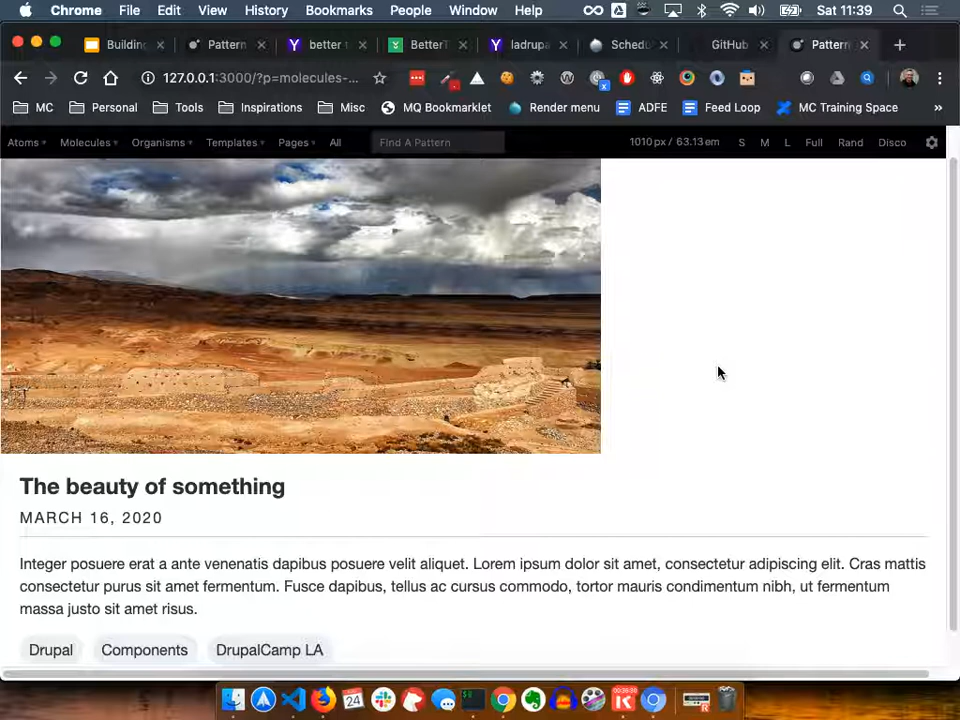 Chrome File Edit View History Bookmarks People Window Help Sat 11:39
Building Pattern better t BetterT ladrupa Schedu GitHub Pattern
127.0.0.1:3000/?p=molecules-...
MC Personal Tools Inspirations Misc MQ Bookmarklet Render menu ADFE Feed Loop MC Training Space »
Atoms Molecules Organisms Templates Pages All Find A Pattern 1010px / 63.13em S M L Full Rand Disco
The beauty of something
MARCH 16, 2020
Integer posuere erat a ante venenatis dapibus posuere velit aliquet. Lorem ipsum dolor sit amet, consectetur adipiscing elit. Cras mattis
consectetur purus sit amet fermentum. Fusce dapibus, tellus ac cursus commodo, tortor mauris condimentum nibh, ut fermentum
massa justo sit amet risus.
Drupal Components DrupalCamp LA
24